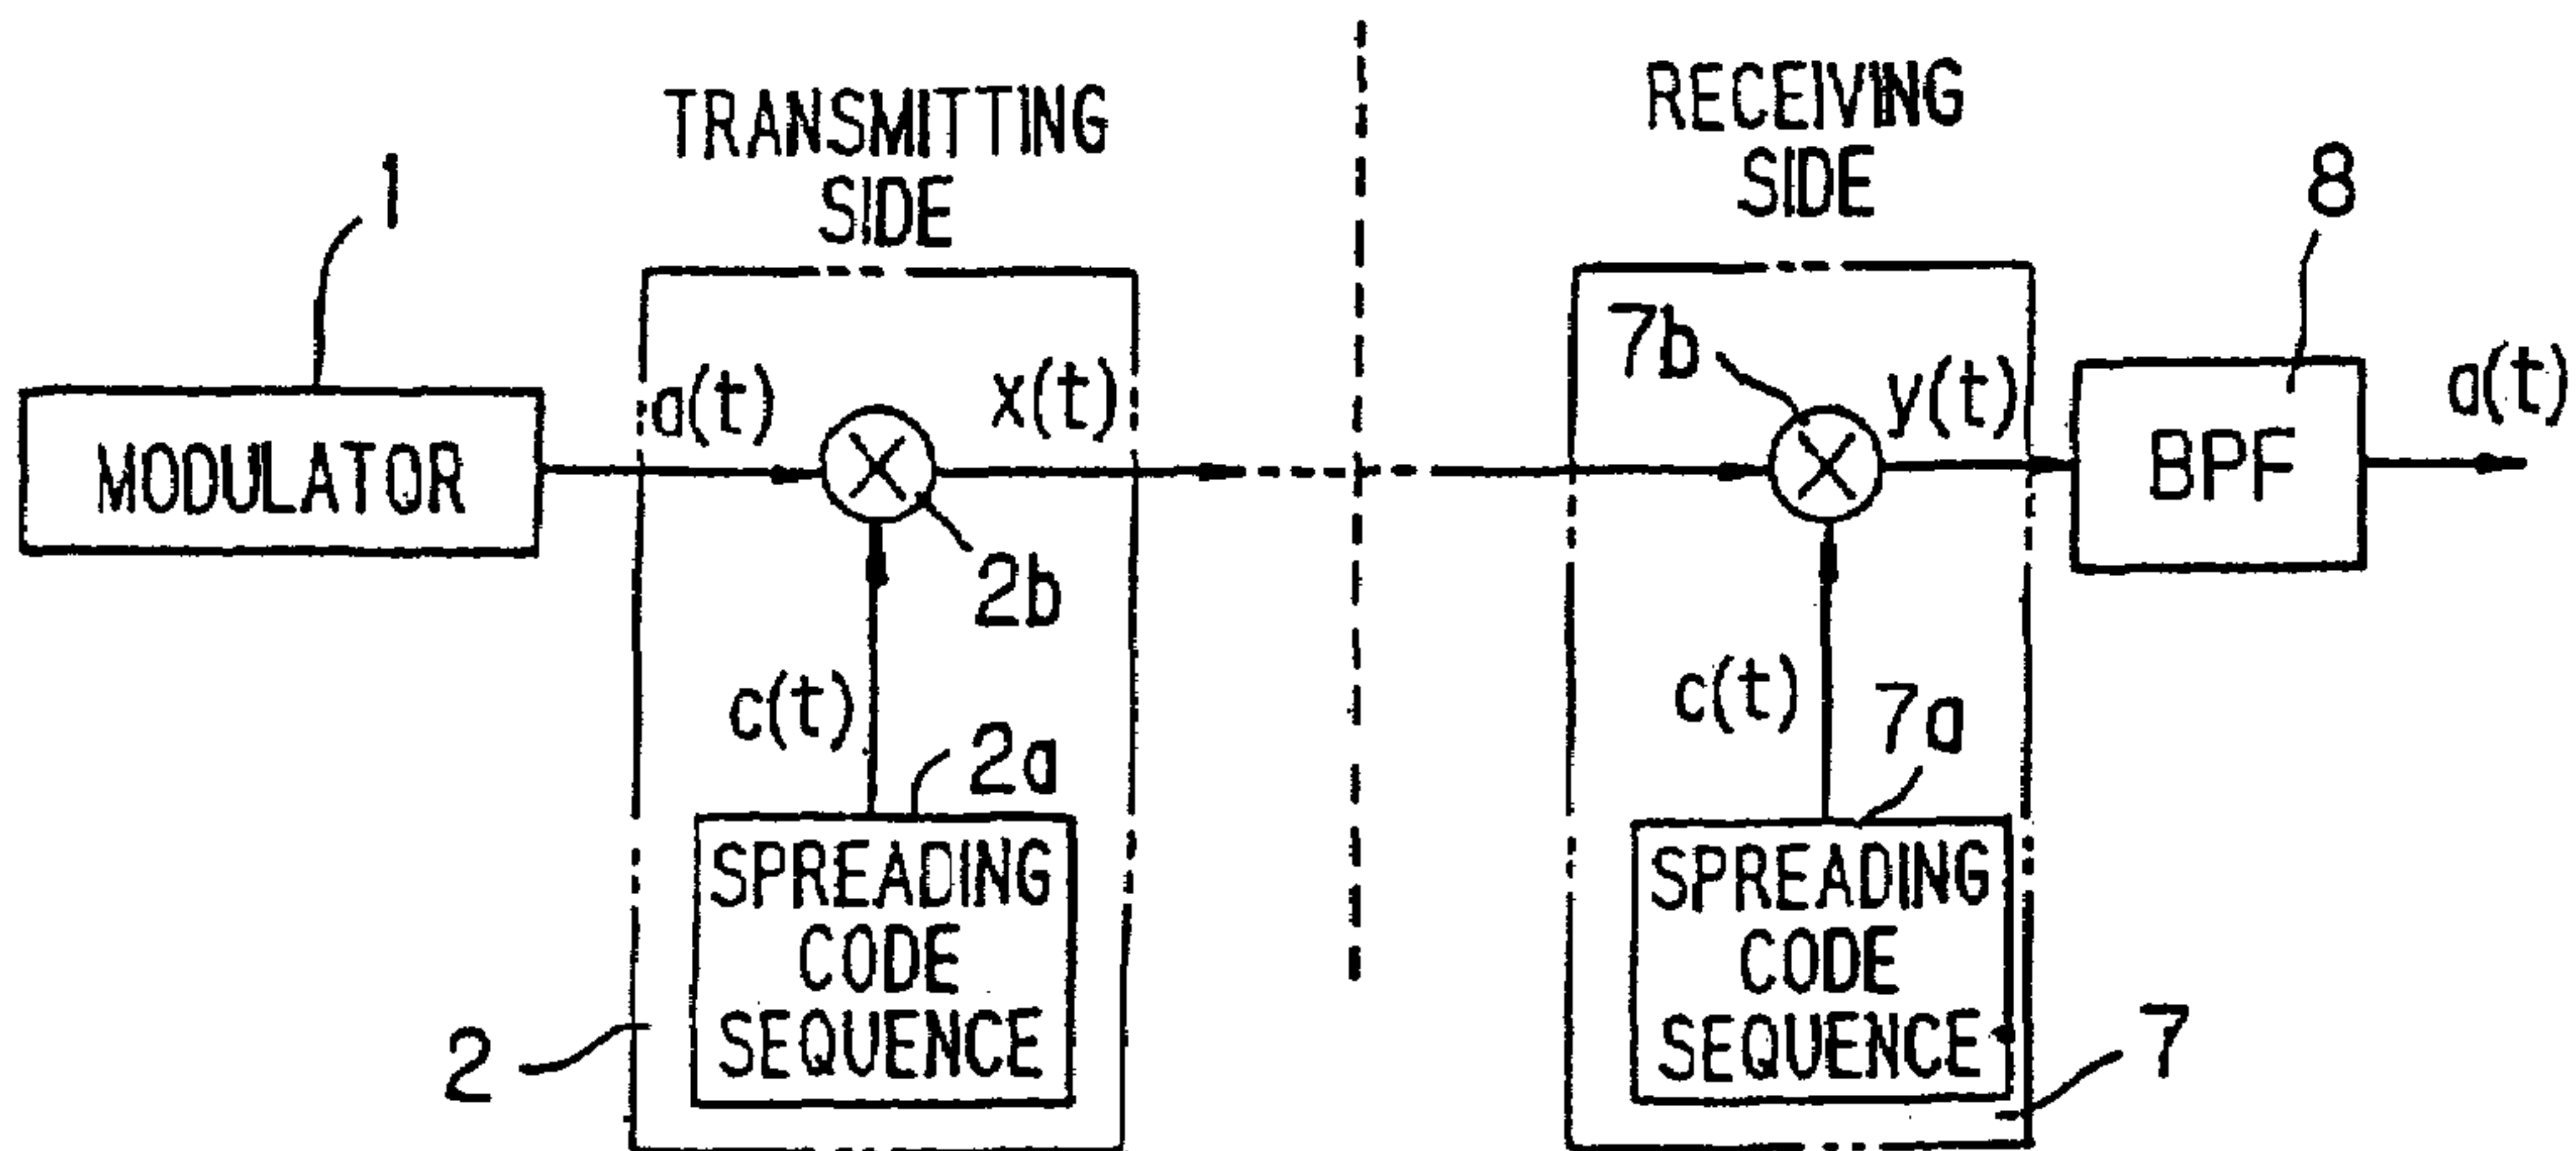 TRANSMITTING
SIDE
RECEIVING
SIDE
1
8
7b
a(t)
x(t)
y(t)
a(t)
MODULATOR
BPF
2b
c(t)
c(t)
2a
7a
SPREADING
CODE
SEQUENCE
SPREADING
CODE
SEQUENCE
2
7